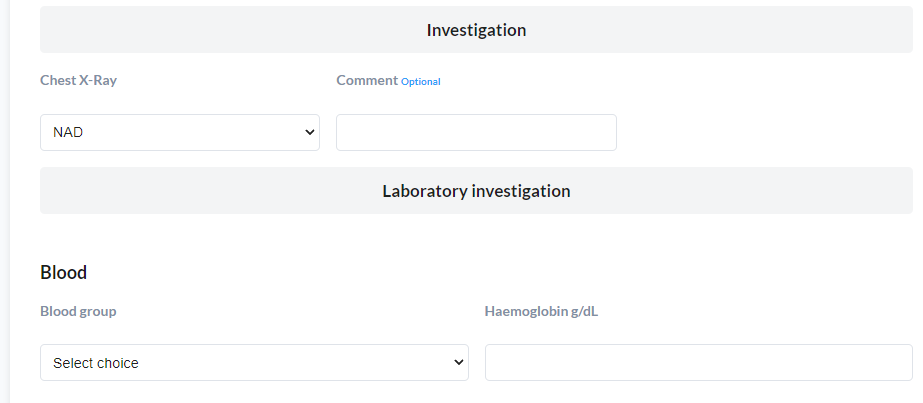 Investigation
Chest X-Ray Comment Optional
NAD
Laboratory investigation
Blood
Blood group Haemoglobin g/dL
Select choice